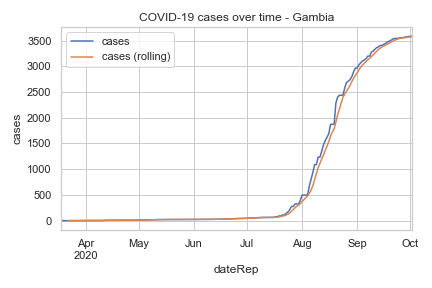 COVID-19 cases over time - Gambia
cases
cases (rolling)
3500
3000
2500
2000
1500
1000
500
0
cases
Apr May Jun Jul Aug Sep Oct
2020
dateRep